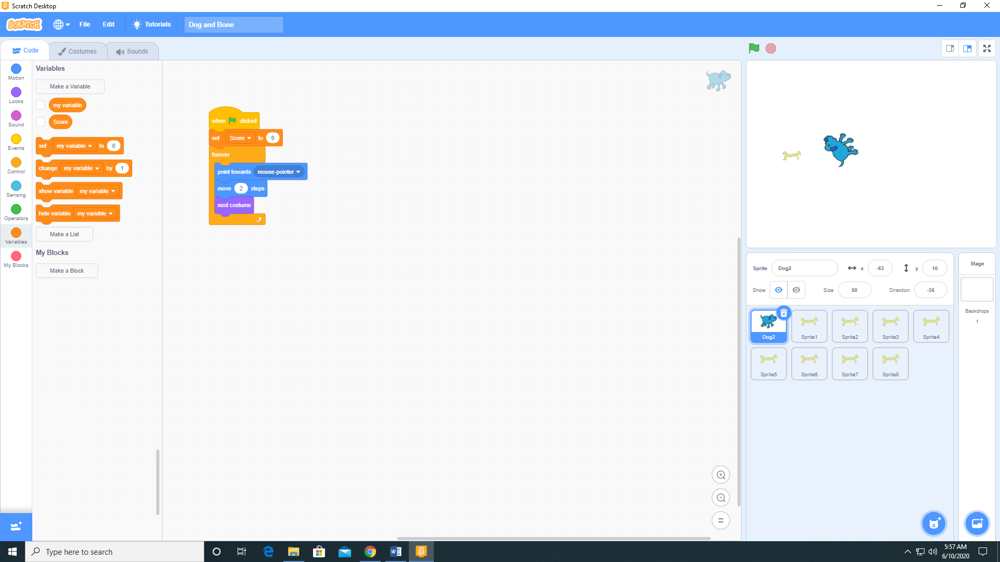 Scratch Desktop
SCRATCH
File
Edit
Tutorials
Dog and Bone
Code
Costumes
Sounds
Motion
Looks
Sound
Events
Control
Sensing
Operators
Variables
My Blocks
Variables
Make a Variable
my variable
Score
set my variable to 0
change my variable by 1
show variable my variable
hide variable my variable
Make a List
My Blocks
Make a Block
when clicked
set Score to 0
forever
point towards mouse-pointer
move 2 steps
next costume
Sprite Dog2 x -63 y 10
Show Size 50 Direction -36
Dog2
Sprite1
Sprite2
Sprite3
Sprite4
Sprite5
Sprite6
Sprite7
Sprite8
Stage
Backdrops
1
Type here to search
5:57 AM
6/10/2020